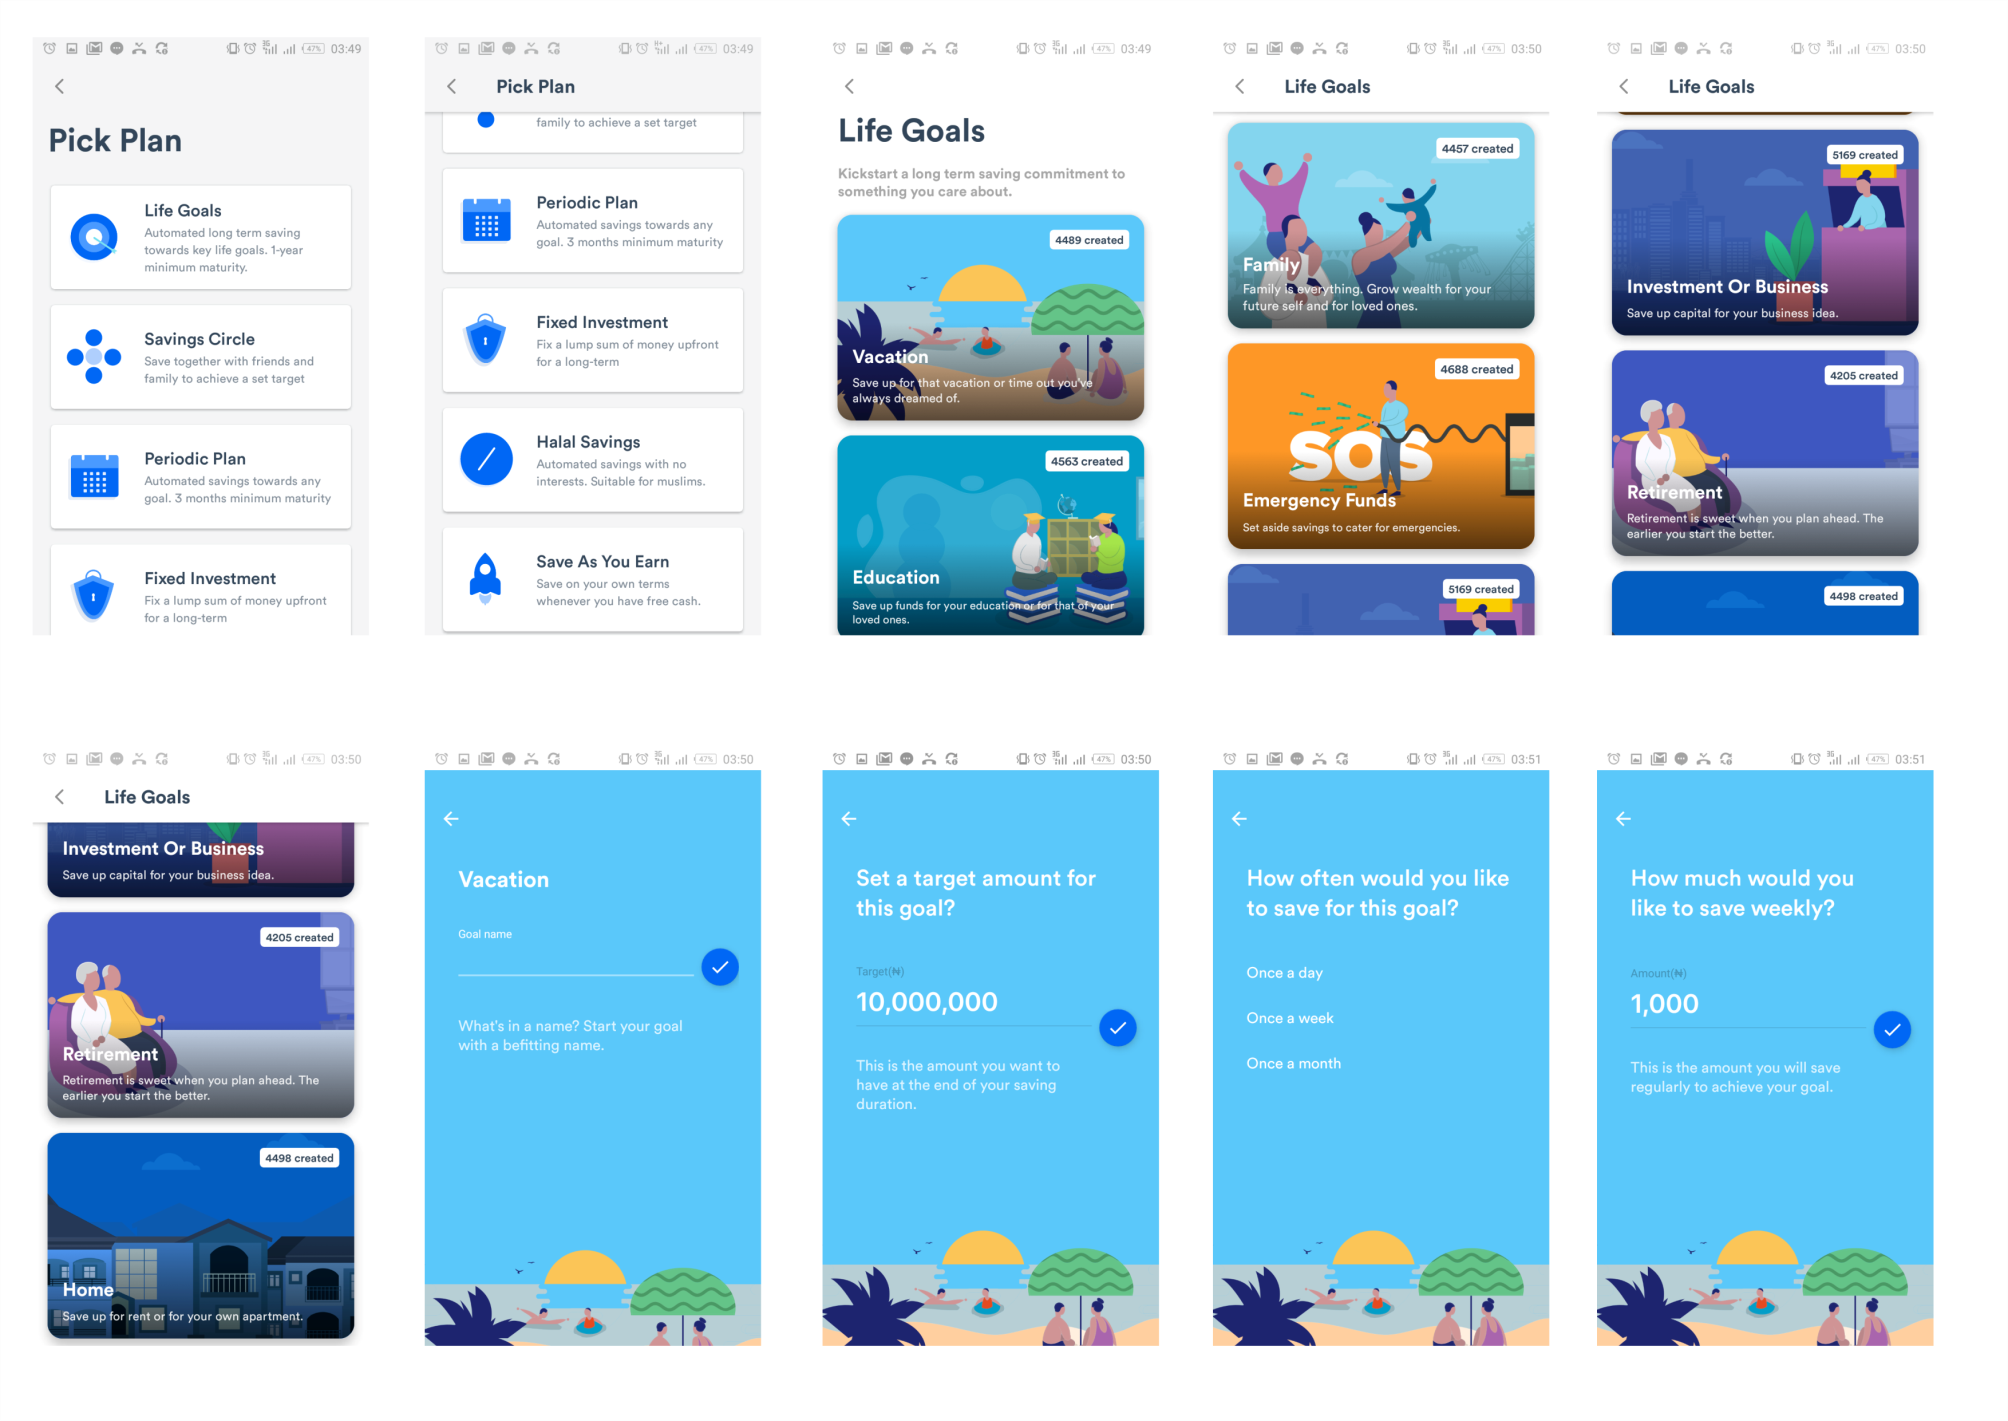 47% 03:49
Pick Plan
Life Goals
Automated long term saving
towards key life goals. 1-year
minimum maturity.
Savings Circle
Save together with friends and
family to achieve a set target
Periodic Plan
Automated savings towards any
goal. 3 months minimum maturity
Fixed Investment
Fix a lump sum of money upfront
for a long-term
47% 03:49
Pick Plan
family to achieve a set target
Periodic Plan
Automated savings towards any
goal. 3 months minimum maturity
Fixed Investment
Fix a lump sum of money upfront
for a long-term
Halal Savings
Automated savings with no
interests. Suitable for muslims.
Save As You Earn
Save on your own terms
whenever you have free cash.
3G 47% 03:49
Life Goals
Kickstart a long term saving commitment to
something you care about.
4489 created
Vacation
Save up for that vacation or time out you've
always dreamed of.
4563 created
Education
Save up funds for your education or for that of your
loved ones.
3G 47% 03:50
Life Goals
4457 created
Family
Family is everything. Grow wealth for your
future self and for loved ones.
4688 created
SOS
Emergency Funds
Set aside savings to cater for emergencies.
5169 created
3G 47% 03:50
Life Goals
5169 created
Investment Or Business
Save up capital for your business idea.
4205 created
Retirement
Retirement is sweet when you plan ahead. The
earlier you start the better.
4498 created
3G 47% 03:50
Life Goals
Investment Or Business
Save up capital for your business idea.
4205 created
Retirement
Retirement is sweet when you plan ahead. The
earlier you start the better.
4498 created
Home
Save up for rent or for your own apartment.
3G 47% 03:50
Vacation
Goal name
What's in a name? Start your goal
with a befitting name.
3G 47% 03:50
Set a target amount for
this goal?
Target(₦)
10,000,000
This is the amount you want to
have at the end of your saving
duration.
3G 47% 03:51
How often would you like
to save for this goal?
Once a day
Once a week
Once a month
3G 47% 03:51
How much would you
like to save weekly?
Amount(₦)
1,000
This is the amount you will save
regularly to achieve your goal.